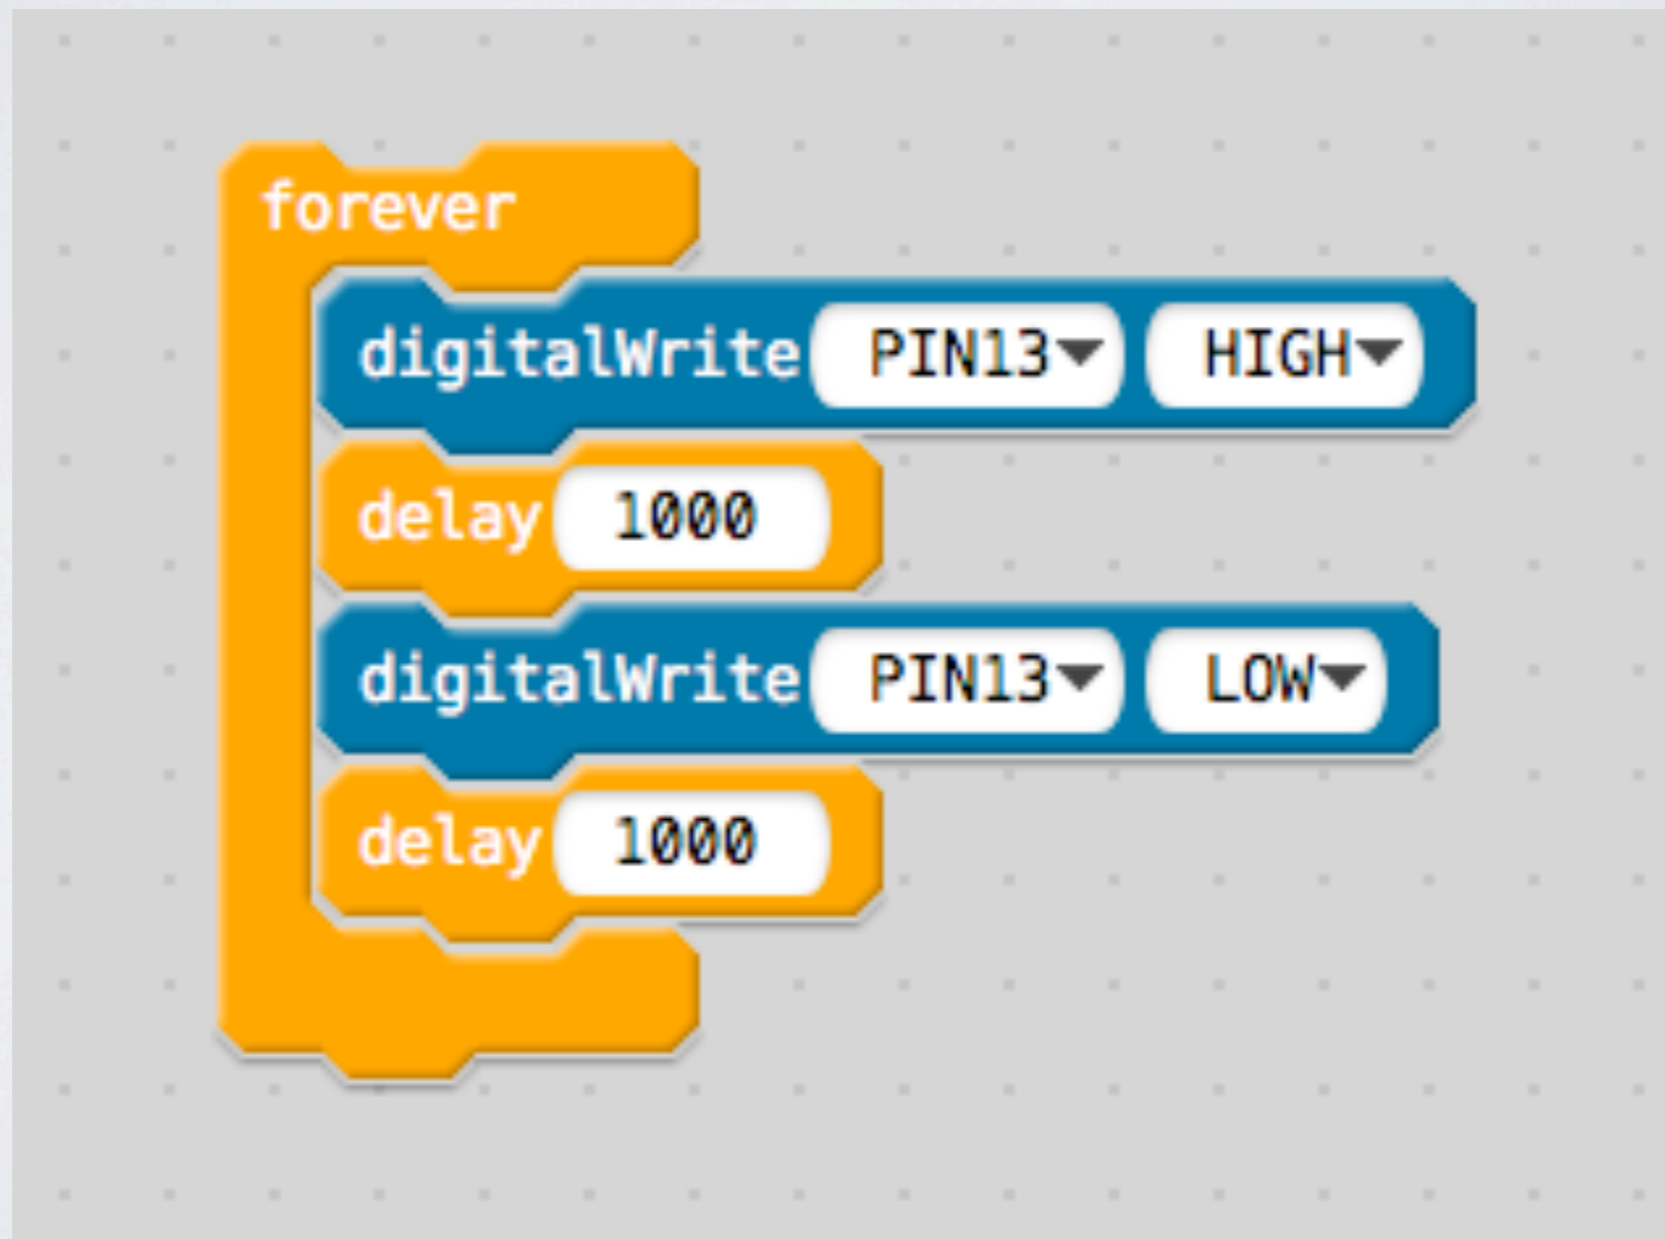 forever
digitalWrite PIN13 HIGH
delay 1000
digitalWrite PIN13 LOW
delay 1000